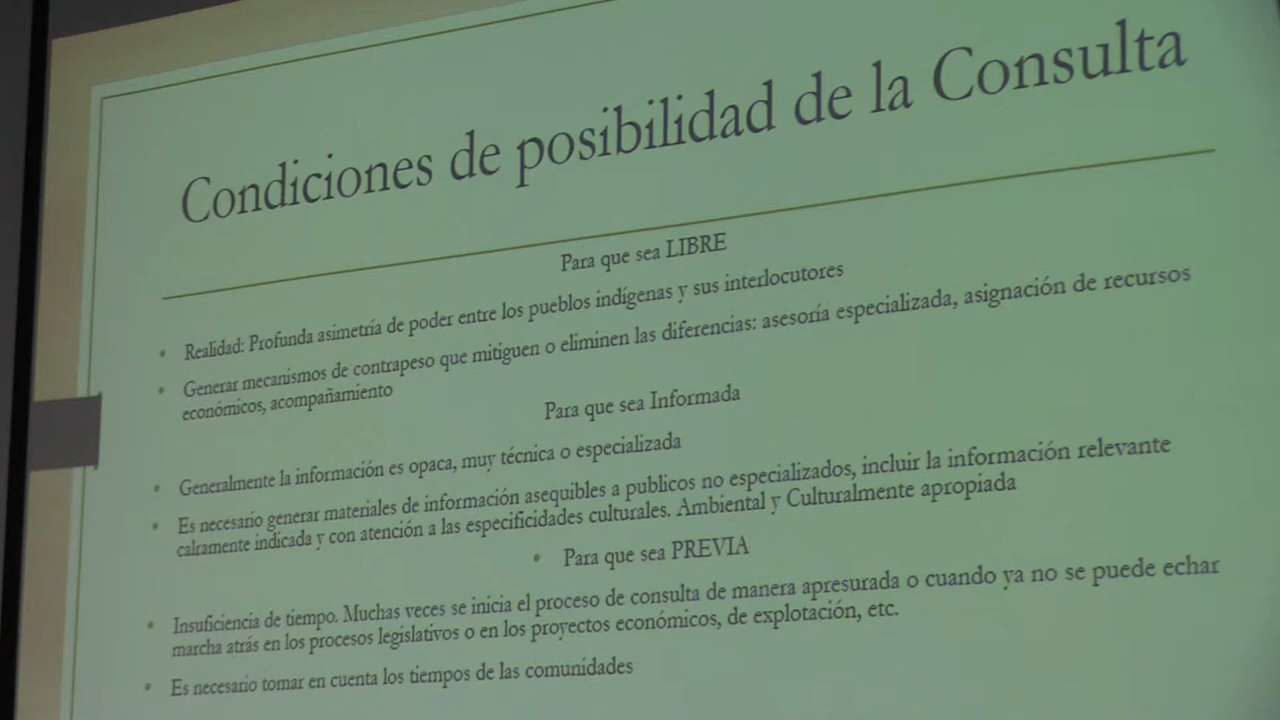 Condiciones de posibilidad de la Consulta
Para que sea LIBRE
• Realidad: Profunda asimetría de poder entre los pueblos indígenas y sus interlocutores
• Generar mecanismos de contrapeso que mitiguen o eliminen las diferencias: asesoría especializada, asignación de recursos
económicos, acompañamiento
Para que sea Informada
• Generalmente la información es opaca, muy técnica o especializada
• Es necesario generar materiales de información asequibles a publicos no especializados, incluir la información relevante
calramente indicada y con atención a las especificidades culturales. Ambiental y Culturalmente apropiada
• Para que sea PREVIA
• Insuficiencia de tiempo. Muchas veces se inicia el proceso de consulta de manera apresurada o cuando ya no se puede echar
marcha atrás en los procesos legislativos o en los proyectos económicos, de explotación, etc.
• Es necesario tomar en cuenta los tiempos de las comunidades